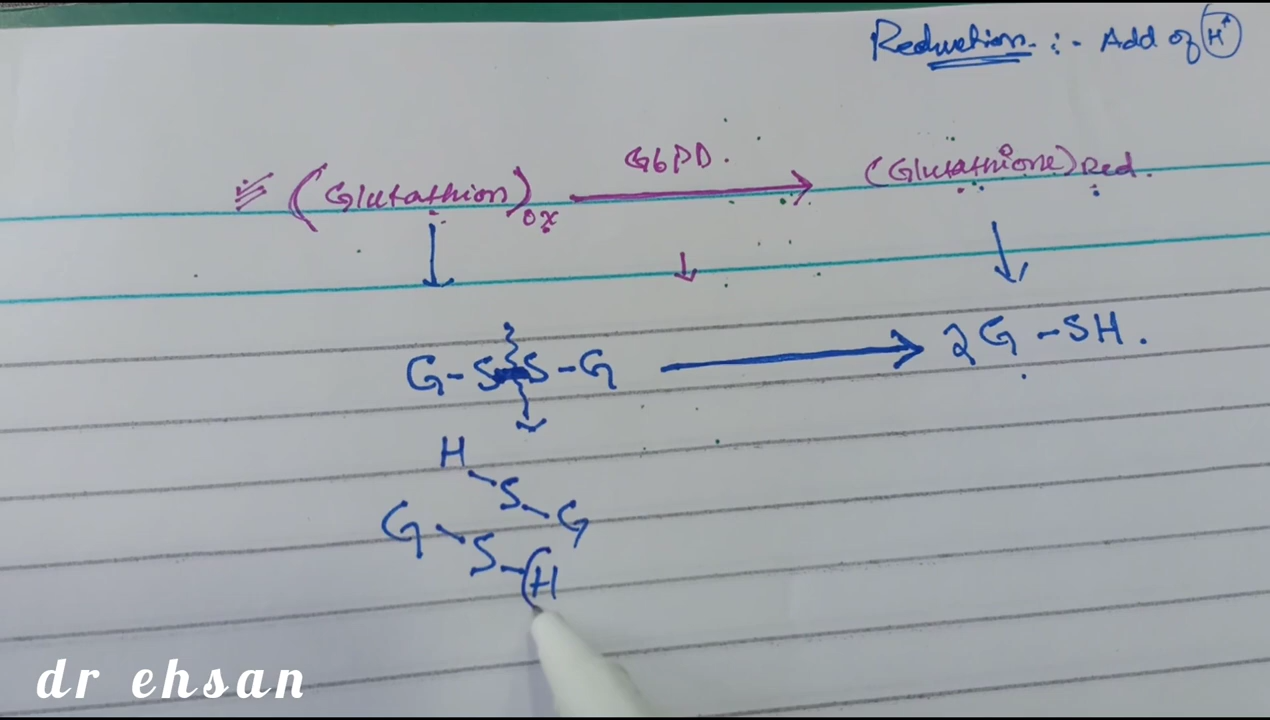 Reduction :- Add of H⁺
G6PD.
(Glutathion)ox
(Glutathione)Red.
G-S-S-G
2G-SH.
H
S-G
G-S-H
dr ehsan